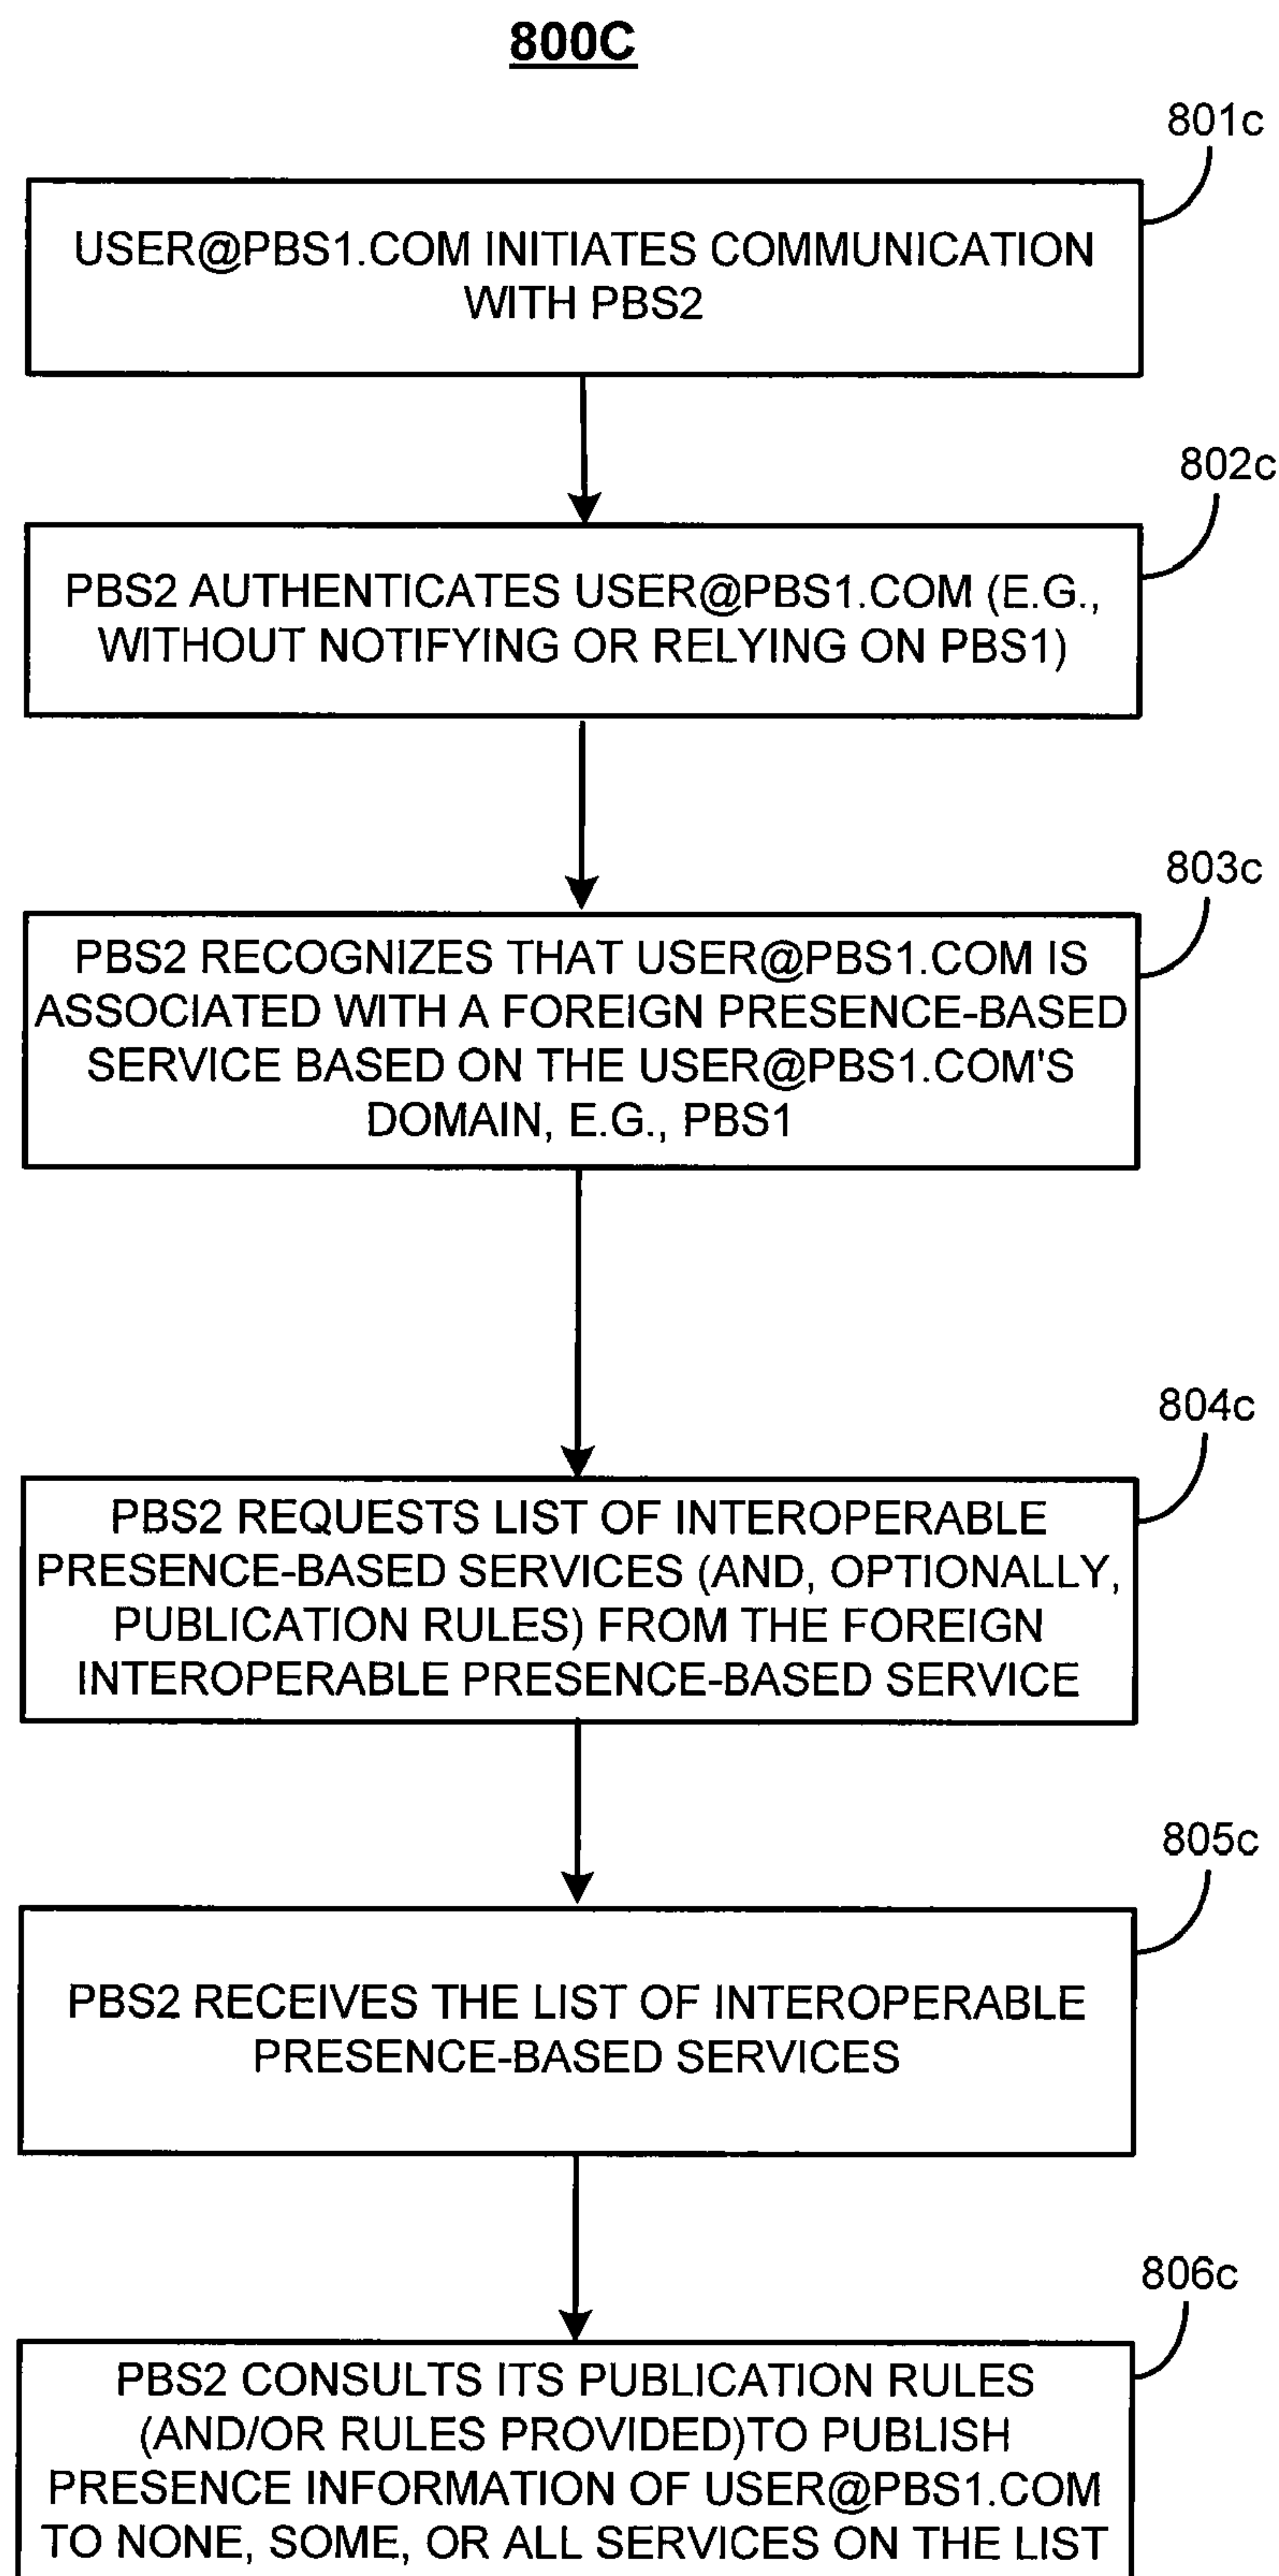 800C
801c
USER@PBS1.COM INITIATES COMMUNICATION
WITH PBS2
802c
PBS2 AUTHENTICATES USER@PBS1.COM (E.G.,
WITHOUT NOTIFYING OR RELYING ON PBS1)
803c
PBS2 RECOGNIZES THAT USER@PBS1.COM IS
ASSOCIATED WITH A FOREIGN PRESENCE-BASED
SERVICE BASED ON THE USER@PBS1.COM'S
DOMAIN, E.G., PBS1
804c
PBS2 REQUESTS LIST OF INTEROPERABLE
PRESENCE-BASED SERVICES (AND, OPTIONALLY,
PUBLICATION RULES) FROM THE FOREIGN
INTEROPERABLE PRESENCE-BASED SERVICE
805c
PBS2 RECEIVES THE LIST OF INTEROPERABLE
PRESENCE-BASED SERVICES
806c
PBS2 CONSULTS ITS PUBLICATION RULES
(AND/OR RULES PROVIDED)TO PUBLISH
PRESENCE INFORMATION OF USER@PBS1.COM
TO NONE, SOME, OR ALL SERVICES ON THE LIST